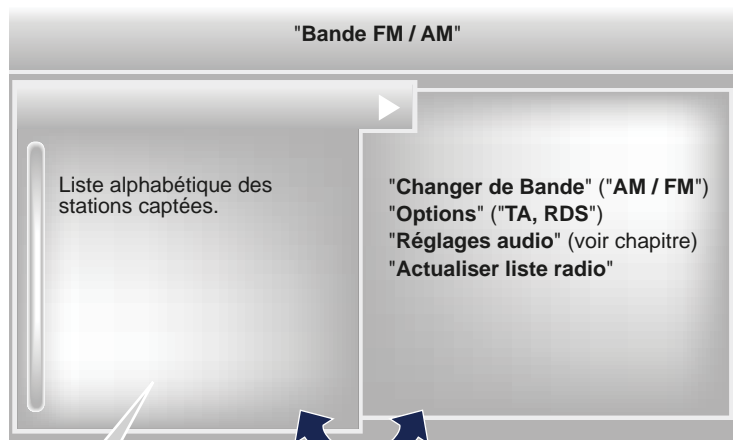 "Bande FM / AM"
Liste alphabétique des
stations captées.
"Changer de Bande" ("AM / FM")
"Options" ("TA, RDS")
"Réglages audio" (voir chapitre)
"Actualiser liste radio"